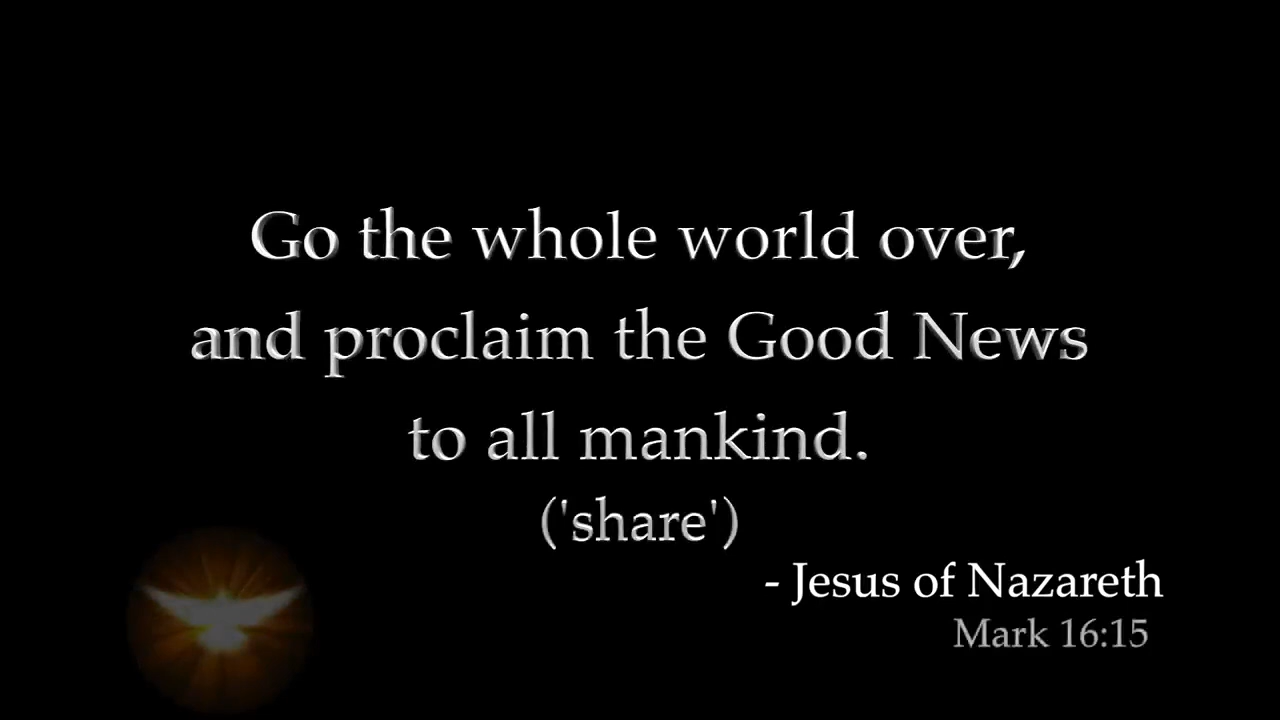 Go the whole world over,
and proclaim the Good News
to all mankind.
('share')
- Jesus of Nazareth
Mark 16:15